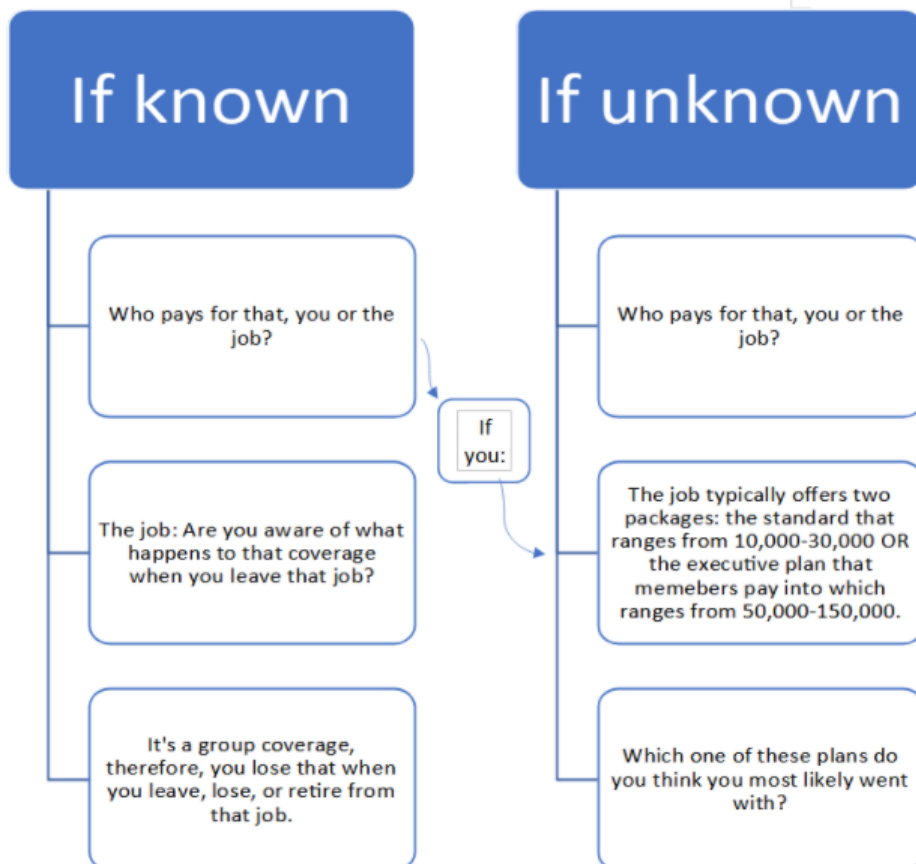 If known
Who pays for that, you or the
job?
The job: Are you aware of what
happens to that coverage
when you leave that job?
It's a group coverage,
therefore, you lose that when
you leave, lose, or retire from
that job.
If
you:
If unknown
Who pays for that, you or the
job?
The job typically offers two
packages: the standard that
ranges from 10,000-30,000 OR
the executive plan that
memebers pay into which
ranges from 50,000-150,000.
Which one of these plans do
you think you most likely went
with?